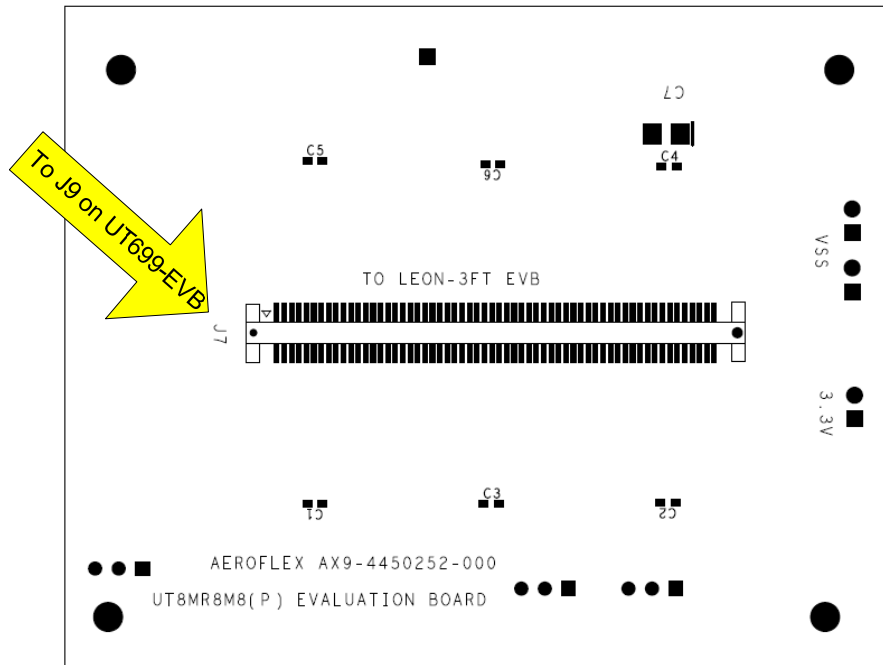 C7
C5
C6
C4
To J9 on UT699-EVB
VSS
TO LEON-3FT EVB
J7
3.3V
C1
C3
C2
AEROFLEX AX9-4450252-000
UT8MR8M8(P) EVALUATION BOARD